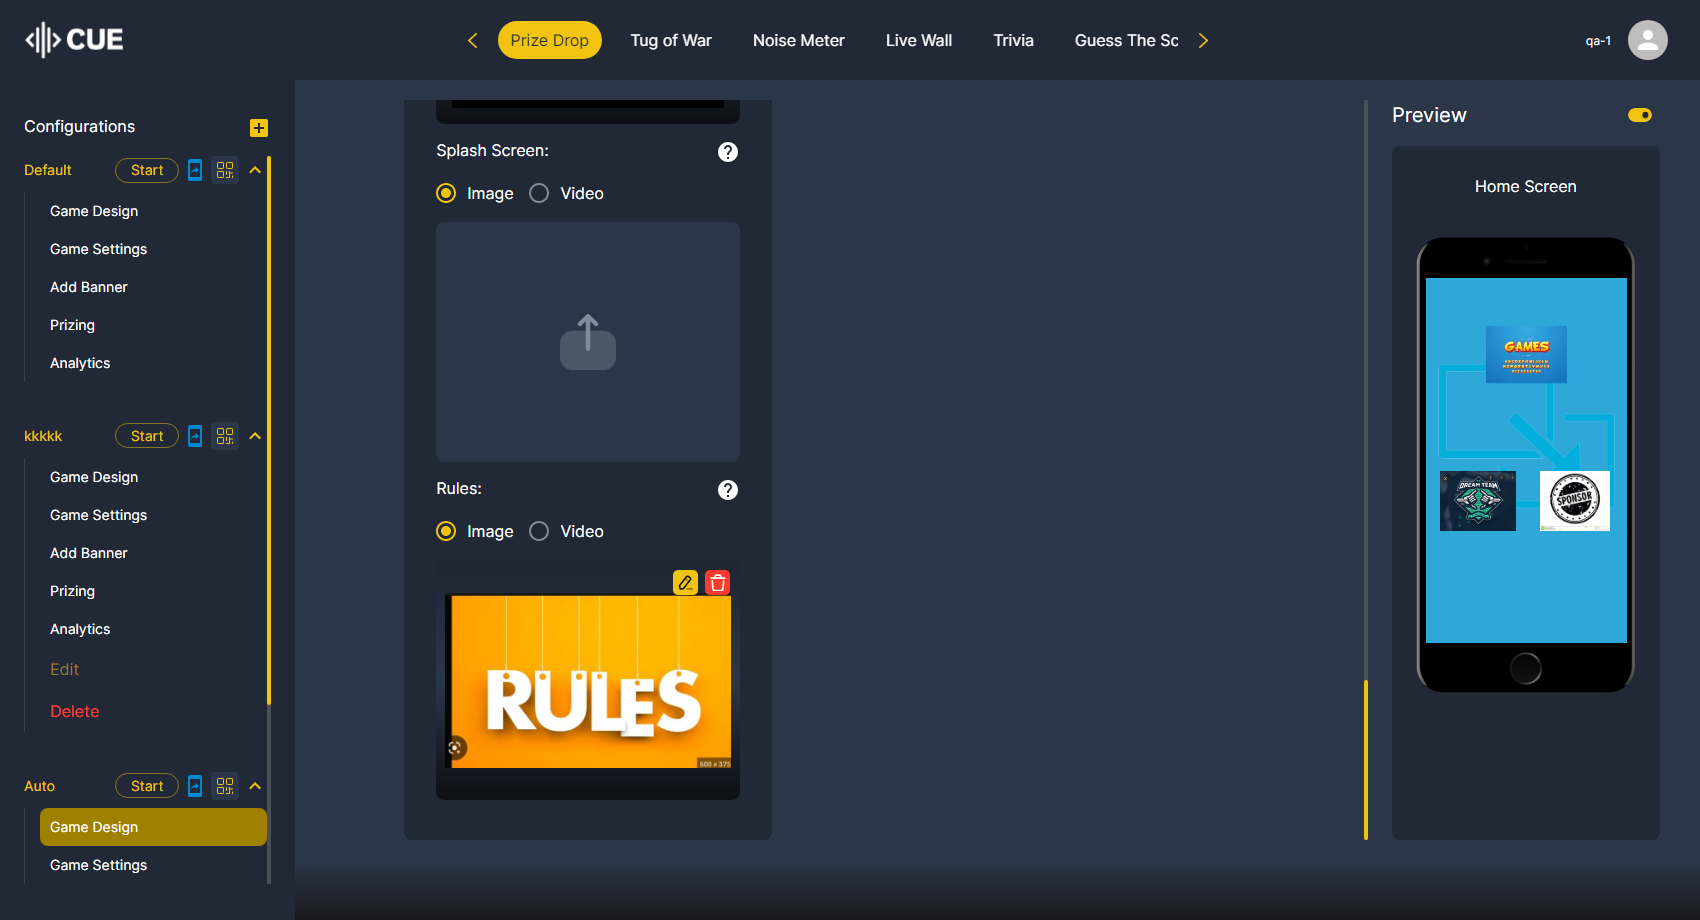 CUE
Prize Drop
Tug of War
Noise Meter
Live Wall
Trivia
Guess The Sc
qa-1
Configurations
Default
Start
Game Design
Game Settings
Add Banner
Prizing
Analytics
kkkkk
Start
Game Design
Game Settings
Add Banner
Prizing
Analytics
Edit
Delete
Auto
Start
Game Design
Game Settings
Splash Screen:
Image
Video
Rules:
Image
Video
RULES
600 × 375
Preview
Home Screen
GAMES
DREAM TEAM
SPONSOR